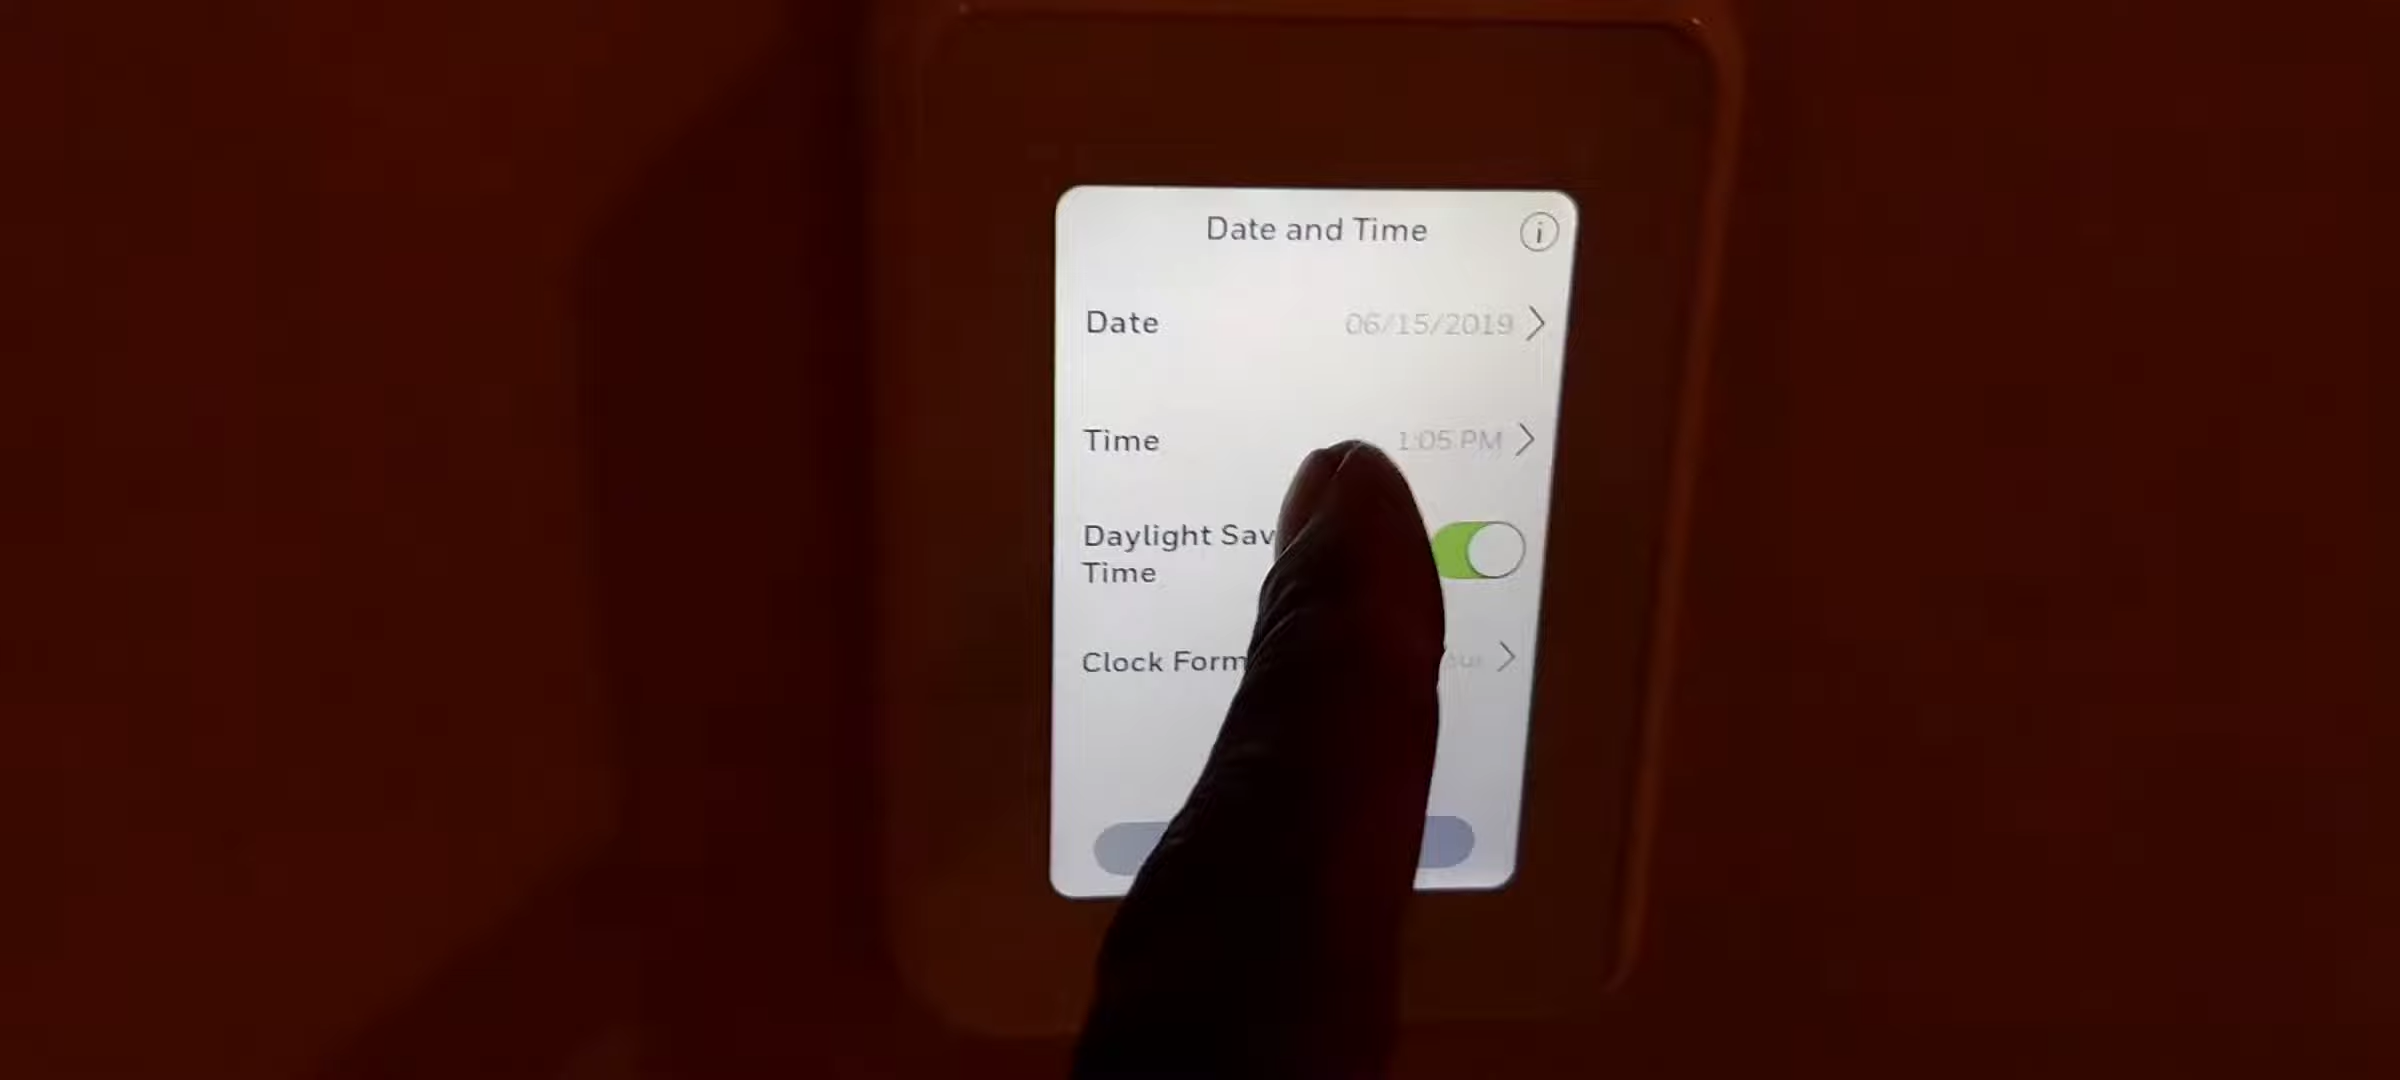 Date and Time i
Date 06/15/2019
Time 1:05 PM
Daylight Sav
Time
Clock Form